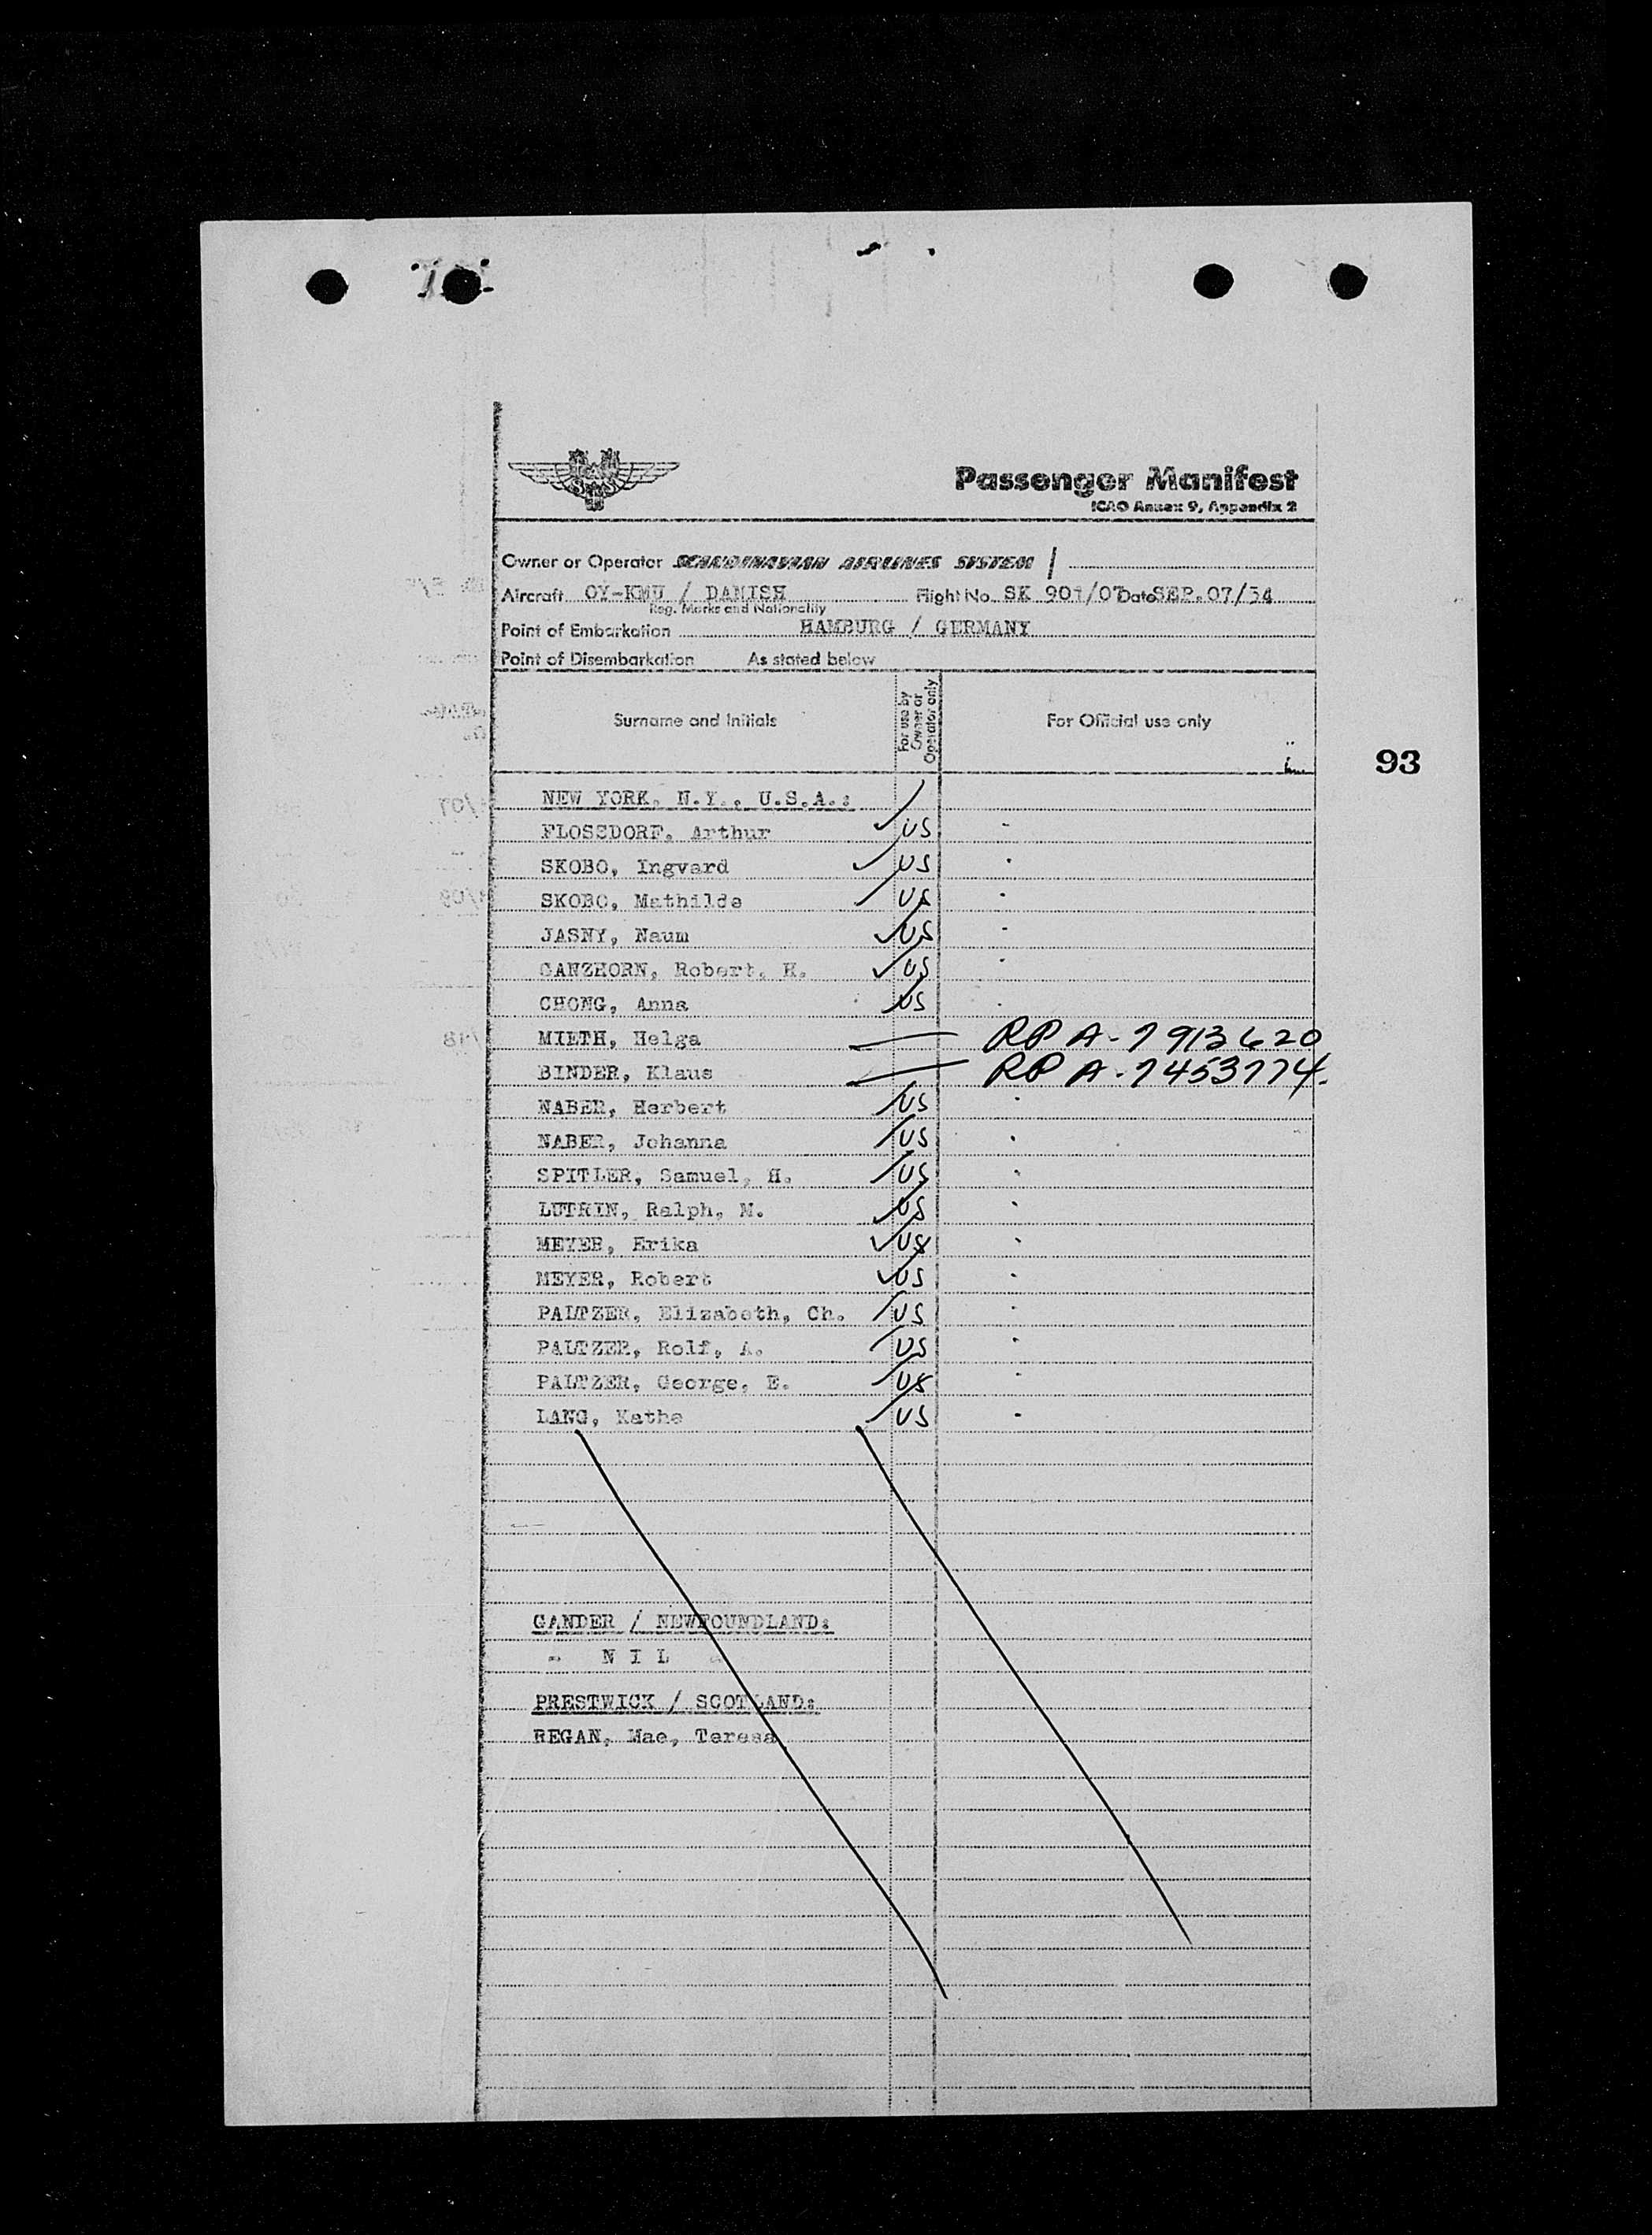 Passenger Manifest
ICAO Annex 9, Appendix 2
Owner or Operator SCANDINAVIAN AIRLINES SYSTEM
Aircraft OY-KMU / DANISH Flight No. SK 901/07 Date SEP. 07/54
Reg. Marks and Nationality
Point of Embarkation HAMBURG / GERMANY
Point of Disembarkation As stated below
Surname and Initials For use by Owner or Operator only For Official use only
93
NEW YORK, N.Y., U.S.A.:
FLOSSDORF, Arthur US
SKOBO, Ingvard US
SKOBO, Mathilde US
JASNY, Naum US
GANZHORN, Robert, H. US
CHONG, Anna US
MIETH, Helga RP A-7913620
BINDER, Klaus RP A-7453774.
NABER, Herbert US
NABER, Johanna US
SPITLER, Samuel, H. US
LUTRIN, Ralph, M. US
MEYER, Erika US
MEYER, Robert US
PALTZER, Elizabeth, Ch. US
PALTZER, Rolf, A. US
PALTZER, George, E. US
LANG, Kathe US
GANDER / NEWFOUNDLAND:
- N I L -
PRESTWICK / SCOTLAND:
REGAN, Mae, Teresa